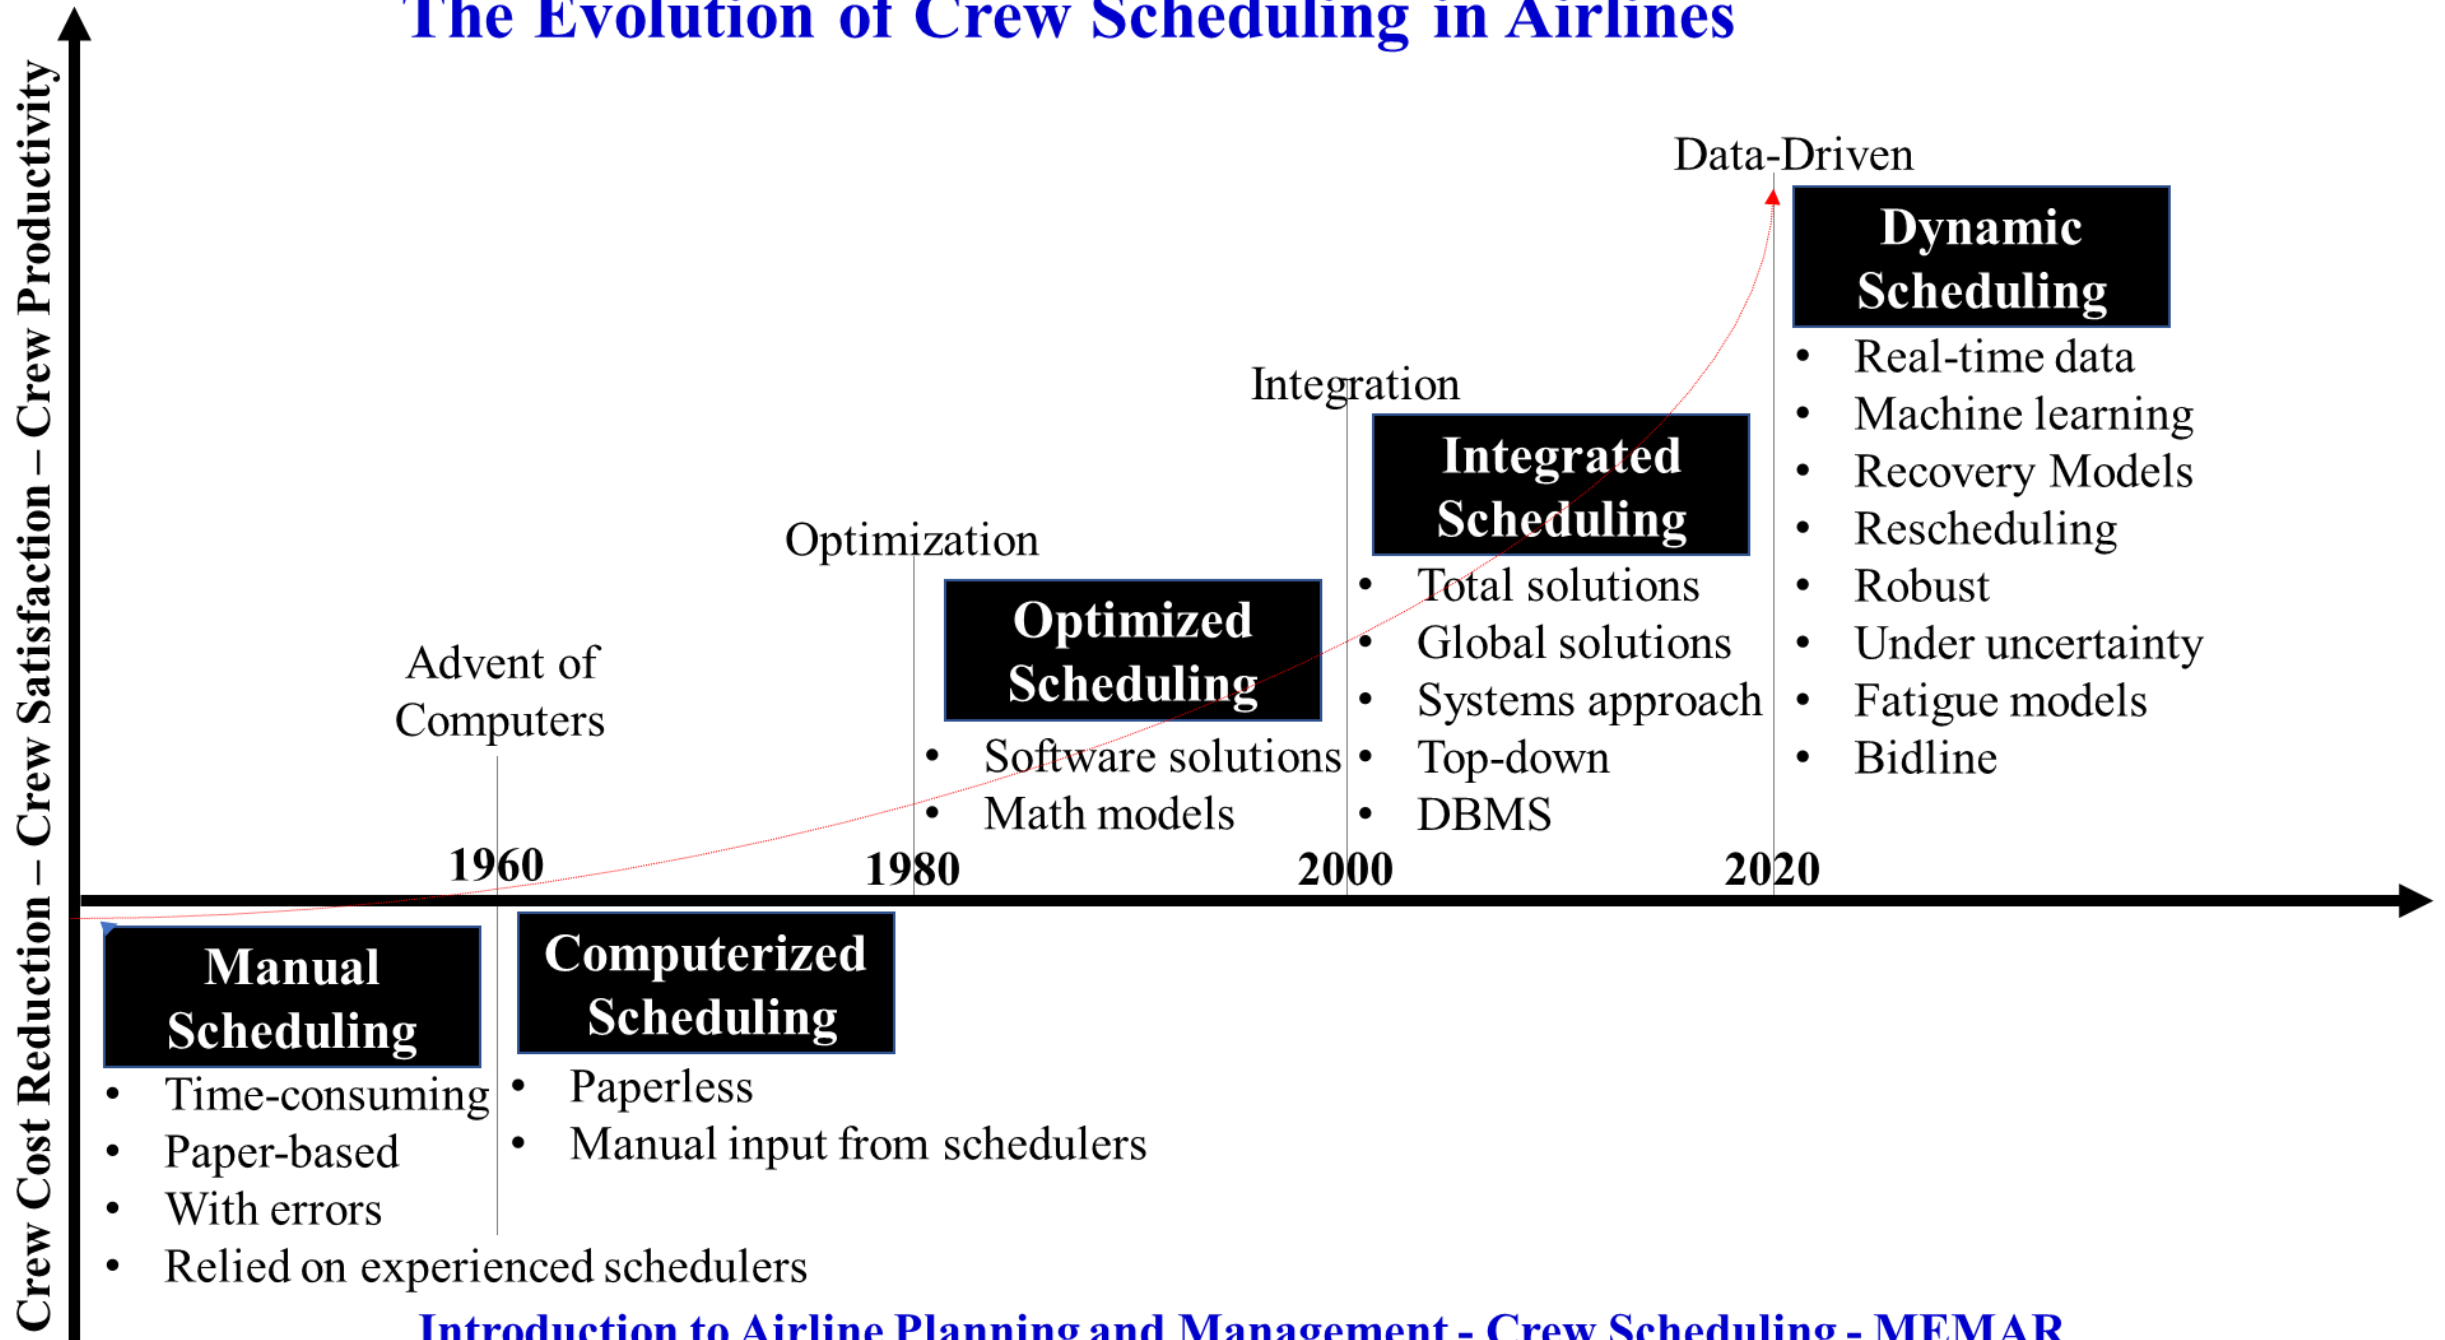 The Evolution of Crew Scheduling in Airlines
Crew Cost Reduction – Crew Satisfaction – Crew Productivity
Manual
Scheduling
• Time-consuming
• Paper-based
• With errors
• Relied on experienced schedulers
Advent of
Computers
1960
Computerized
Scheduling
• Paperless
• Manual input from schedulers
Optimization
1980
Optimized
Scheduling
• Software solutions
• Math models
Integration
2000
Integrated
Scheduling
• Total solutions
• Global solutions
• Systems approach
• Top-down
• DBMS
Data-Driven
2020
Dynamic
Scheduling
• Real-time data
• Machine learning
• Recovery Models
• Rescheduling
• Robust
• Under uncertainty
• Fatigue models
• Bidline
Introduction to Airline Planning and Management - Crew Scheduling - MEMAR